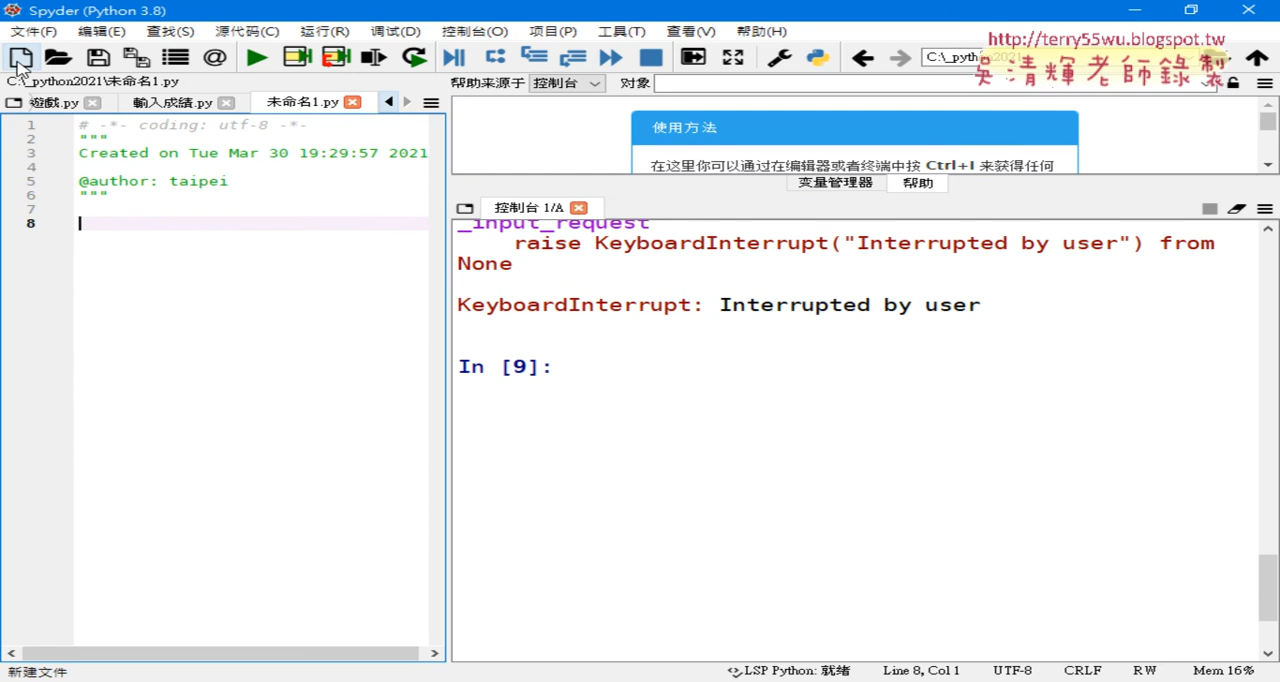 Spyder (Python 3.8)
文件(F) 编辑(E) 查找(S) 源代码(C) 运行(R) 调试(D) 控制台(O) 项目(P) 工具(T) 查看(V) 帮助(H)
http://terry55wu.blogspot.tw
C:\_pyth
吳清輝老師錄製
C:\_python2021\未命名1.py
帮助来源于 控制台 对象
遊戲.py 輸入成績.py 未命名1.py
1 # -*- coding: utf-8 -*-
2 """
3 Created on Tue Mar 30 19:29:57 2021
4
5 @author: taipei
6 """
7
8
使用方法
在这里你可以通过在编辑器或者终端中按 Ctrl+I 来获得任何
变量管理器 帮助
控制台 1/A
_input_request
raise KeyboardInterrupt("Interrupted by user") from
None
KeyboardInterrupt: Interrupted by user
In [9]:
新建文件 LSP Python: 就绪 Line 8, Col 1 UTF-8 CRLF RW Mem 16%